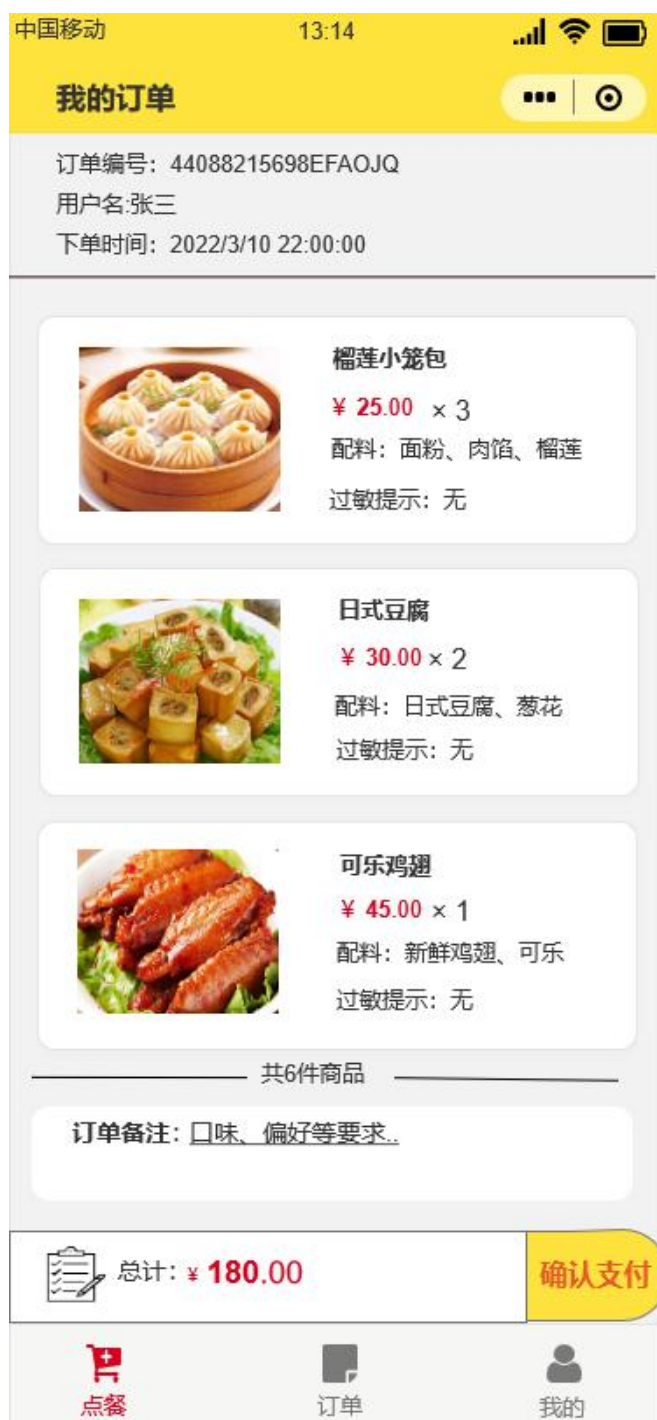 中国移动 13:14
我的订单
订单编号：44088215698EFAOJQ
用户名:张三
下单时间：2022/3/10 22:00:00
榴莲小笼包
￥ 25.00 × 3
配料：面粉、肉馅、榴莲
过敏提示：无
日式豆腐
￥ 30.00 × 2
配料：日式豆腐、葱花
过敏提示：无
可乐鸡翅
￥ 45.00 × 1
配料：新鲜鸡翅、可乐
过敏提示：无
共6件商品
订单备注：口味、偏好等要求..
总计：￥ 180.00
确认支付
点餐 订单 我的